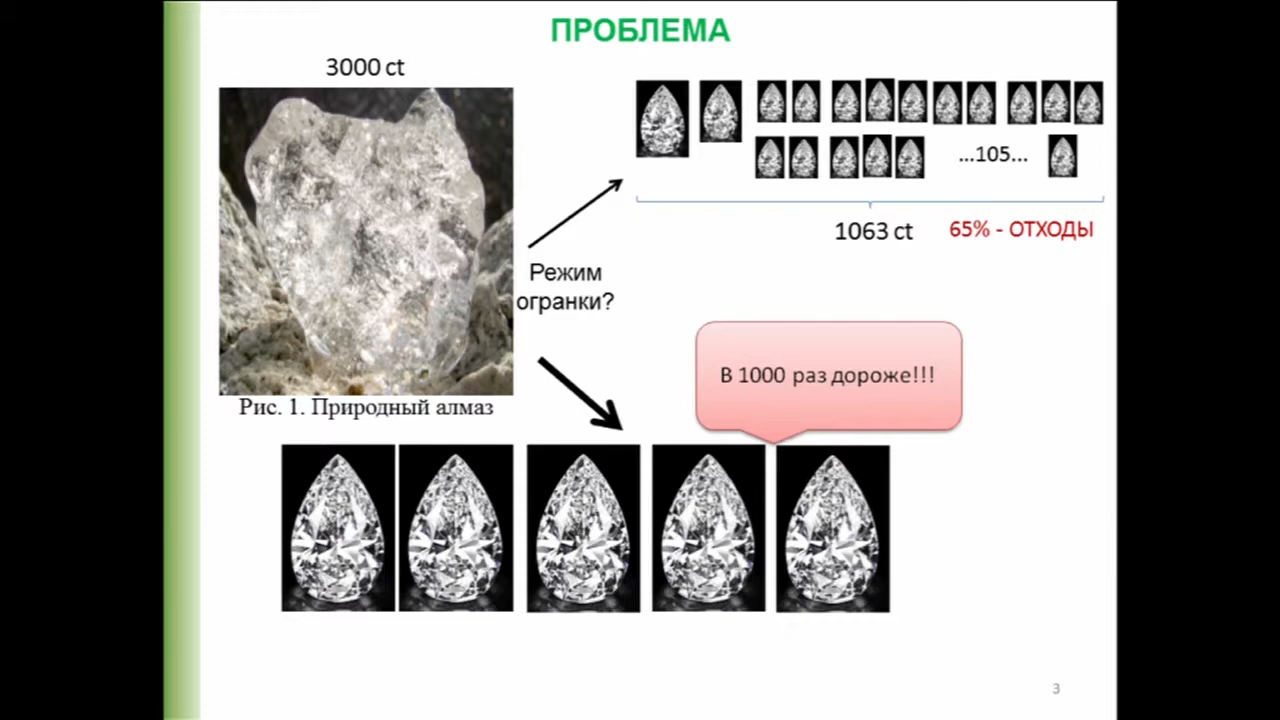 ПРОБЛЕМА
3000 ct
...105...
1063 ct
65% - ОТХОДЫ
Режим
огранки?
В 1000 раз дороже!!!
Рис. 1. Природный алмаз
3